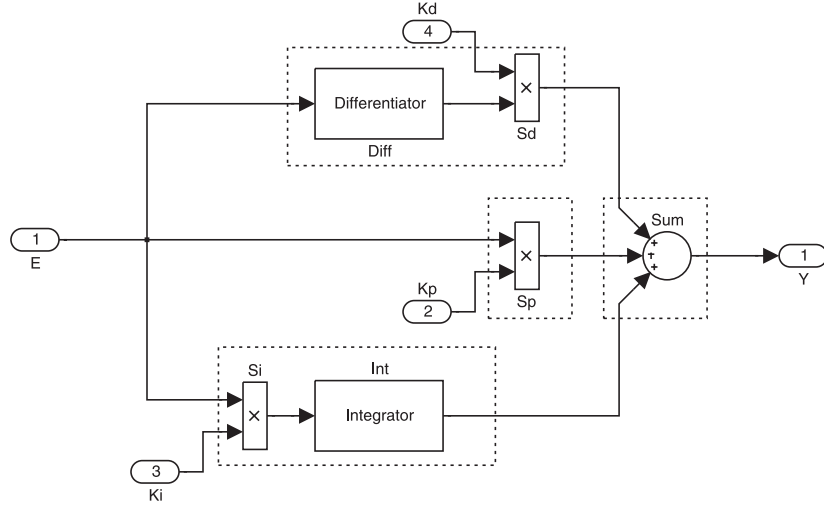 Kd
4
Differentiator
×
Sd
Diff
1
E
×
Sp
Kp
2
Sum
+
+
+
1
Y
Si
×
Int
Integrator
3
Ki